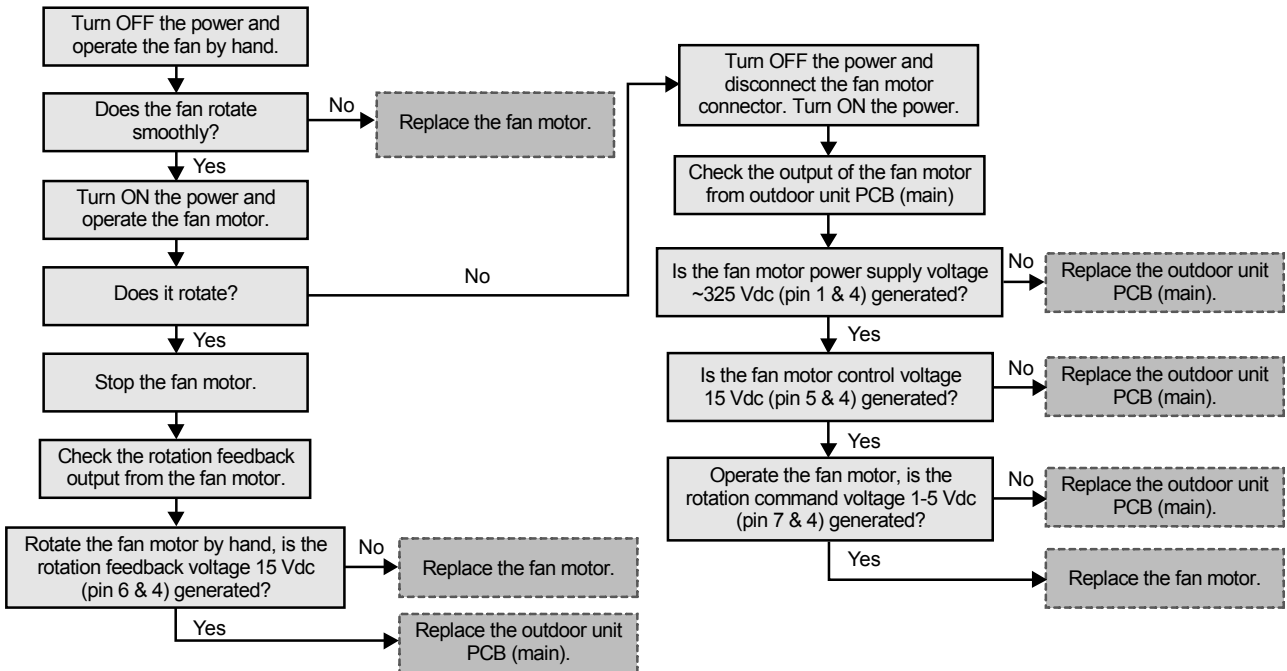 Turn OFF the power and
operate the fan by hand.
Does the fan rotate
smoothly?
No
Replace the fan motor.
Yes
Turn ON the power and
operate the fan motor.
Does it rotate?
No
Yes
Stop the fan motor.
Check the rotation feedback
output from the fan motor.
Rotate the fan motor by hand, is the
rotation feedback voltage 15 Vdc
(pin 6 & 4) generated?
No
Replace the fan motor.
Yes
Replace the outdoor unit
PCB (main).
Turn OFF the power and
disconnect the fan motor
connector. Turn ON the power.
Check the output of the fan motor
from outdoor unit PCB (main)
Is the fan motor power supply voltage
~325 Vdc (pin 1 & 4) generated?
No
Replace the outdoor unit
PCB (main).
Yes
Is the fan motor control voltage
15 Vdc (pin 5 & 4) generated?
No
Replace the outdoor unit
PCB (main).
Yes
Operate the fan motor, is the
rotation command voltage 1-5 Vdc
(pin 7 & 4) generated?
No
Replace the outdoor unit
PCB (main).
Yes
Replace the fan motor.